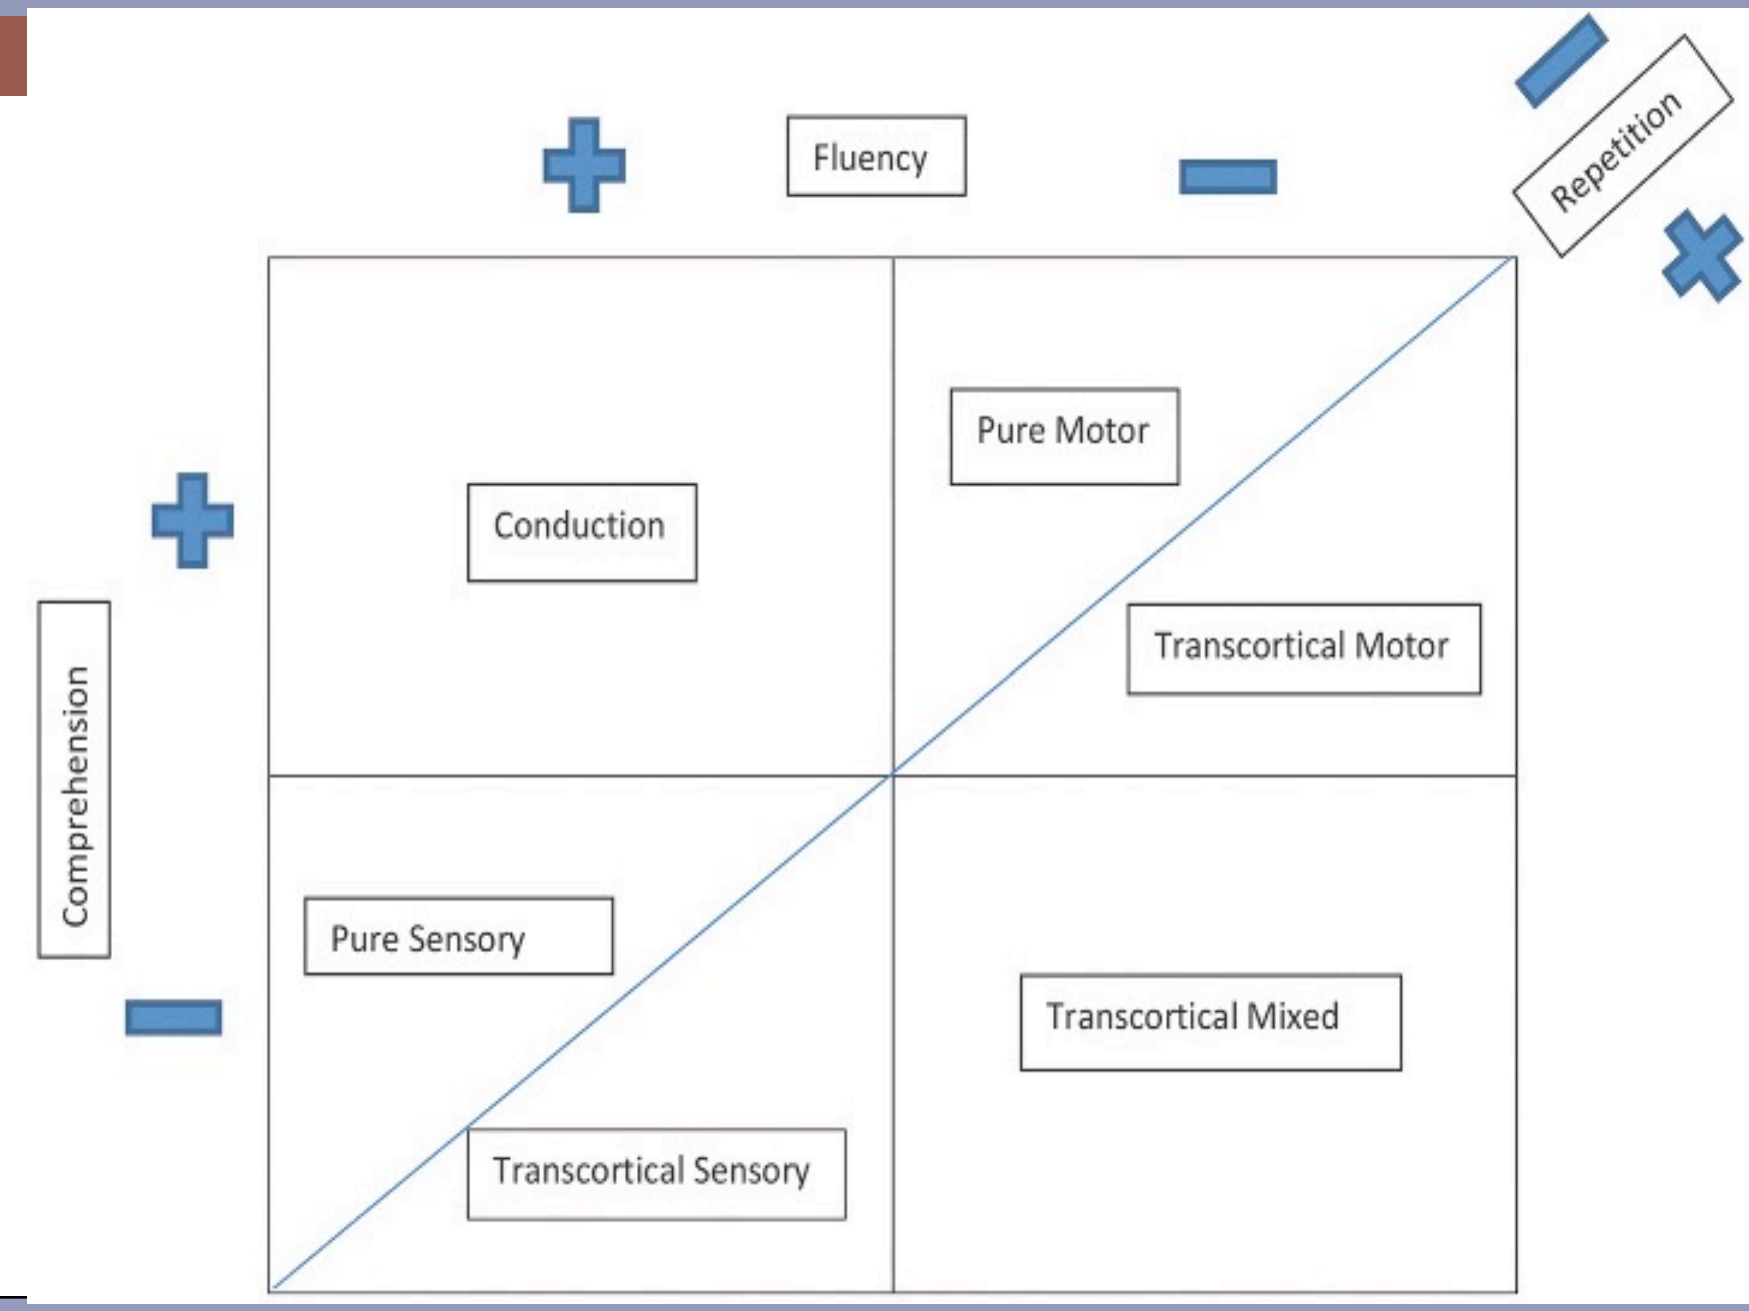 Fluency
Repetition
Pure Motor
Conduction
Transcortical Motor
Comprehension
Pure Sensory
Transcortical Mixed
Transcortical Sensory